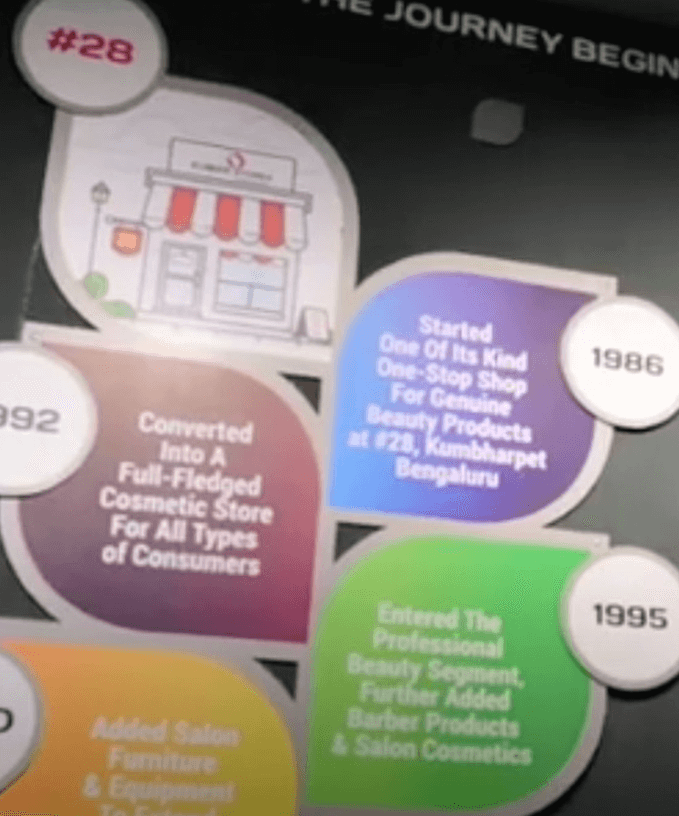 THE JOURNEY BEGIN
#28
Started
One Of Its Kind
One-Stop Shop
For Genuine
Beauty Products
at #28, Kumbharpet
Bengaluru
1986
992
Converted
Into A
Full-Fledged
Cosmetic Store
For All Types
of Consumers
Entered The
Professional
Beauty Segment,
Further Added
Barber Products
& Salon Cosmetics
1995
Added Salon
Furniture
& Equipment
To Extend